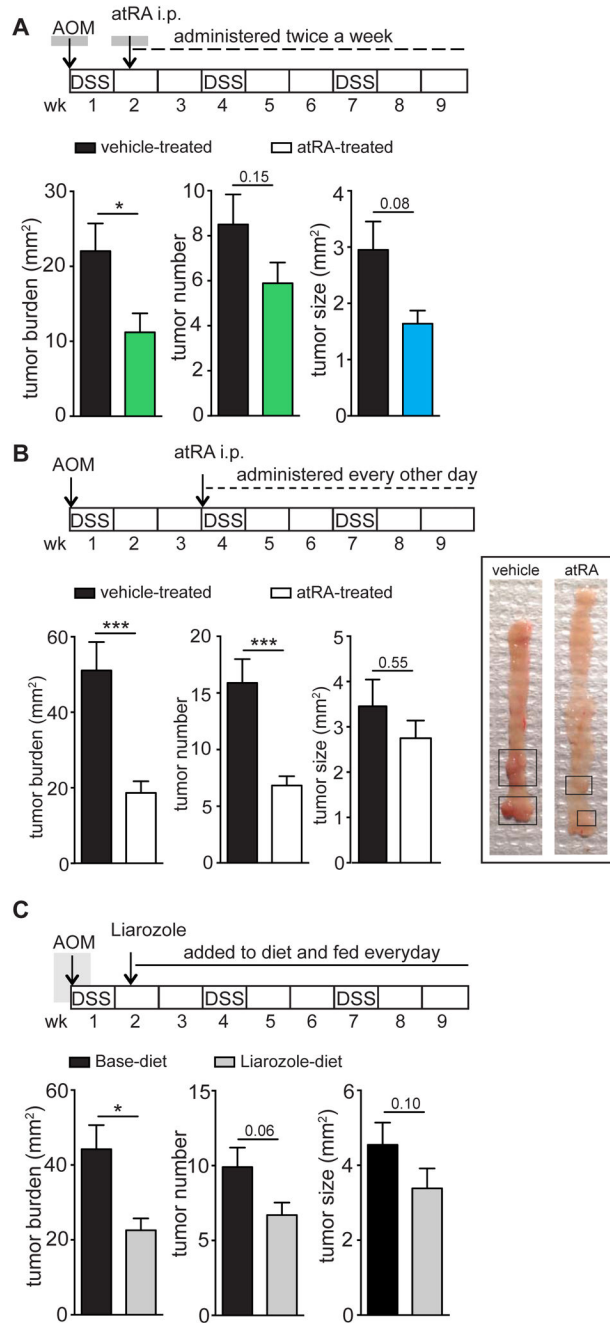 A
AOM
atRA i.p.
administered twice a week
DSS DSS DSS
wk 1 2 3 4 5 6 7 8 9
vehicle-treated atRA-treated
tumor burden (mm²)
30
20
10
0
*
tumor number
10
8
6
4
2
0
0.15
tumor size (mm²)
4
3
2
1
0
0.08
B
AOM
atRA i.p.
administered every other day
DSS DSS DSS
wk 1 2 3 4 5 6 7 8 9
vehicle-treated atRA-treated
tumor burden (mm²)
60
40
20
0
***
tumor number
20
15
10
5
0
***
tumor size (mm²)
5
4
3
2
1
0
0.55
vehicle atRA
C
AOM
Liarozole
added to diet and fed everyday
DSS DSS DSS
wk 1 2 3 4 5 6 7 8 9
Base-diet Liarozole-diet
tumor burden (mm²)
60
40
20
0
*
tumor number
15
10
5
0
0.06
tumor size (mm²)
6
4
2
0
0.10